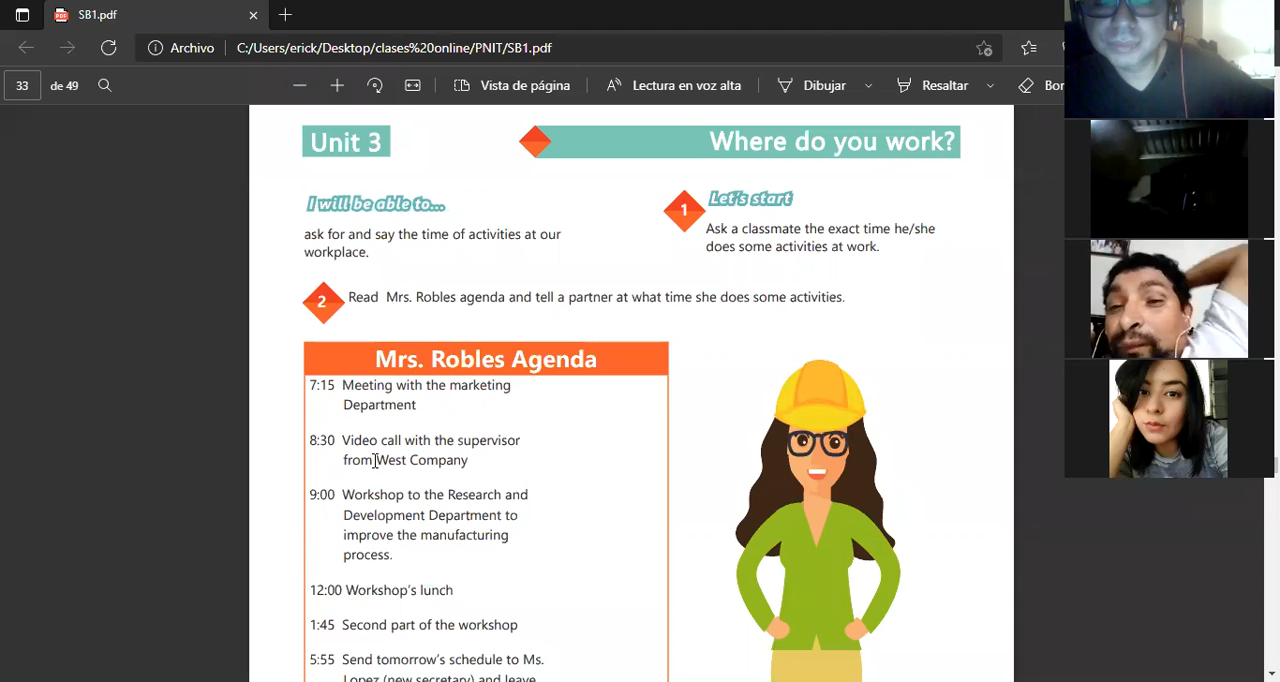 SB1.pdf
Archivo C:/Users/erick/Desktop/clases%20online/PNIT/SB1.pdf
33 de 49 Vista de página Lectura en voz alta Dibujar Resaltar Bor
Unit 3 Where do you work?
I will be able to...
ask for and say the time of activities at our
workplace.
1 Let's start
Ask a classmate the exact time he/she
does some activities at work.
2 Read Mrs. Robles agenda and tell a partner at what time she does some activities.
Mrs. Robles Agenda
7:15 Meeting with the marketing
Department
8:30 Video call with the supervisor
from West Company
9:00 Workshop to the Research and
Development Department to
improve the manufacturing
process.
12:00 Workshop's lunch
1:45 Second part of the workshop
5:55 Send tomorrow's schedule to Ms.
Lopez (new secretary) and leave